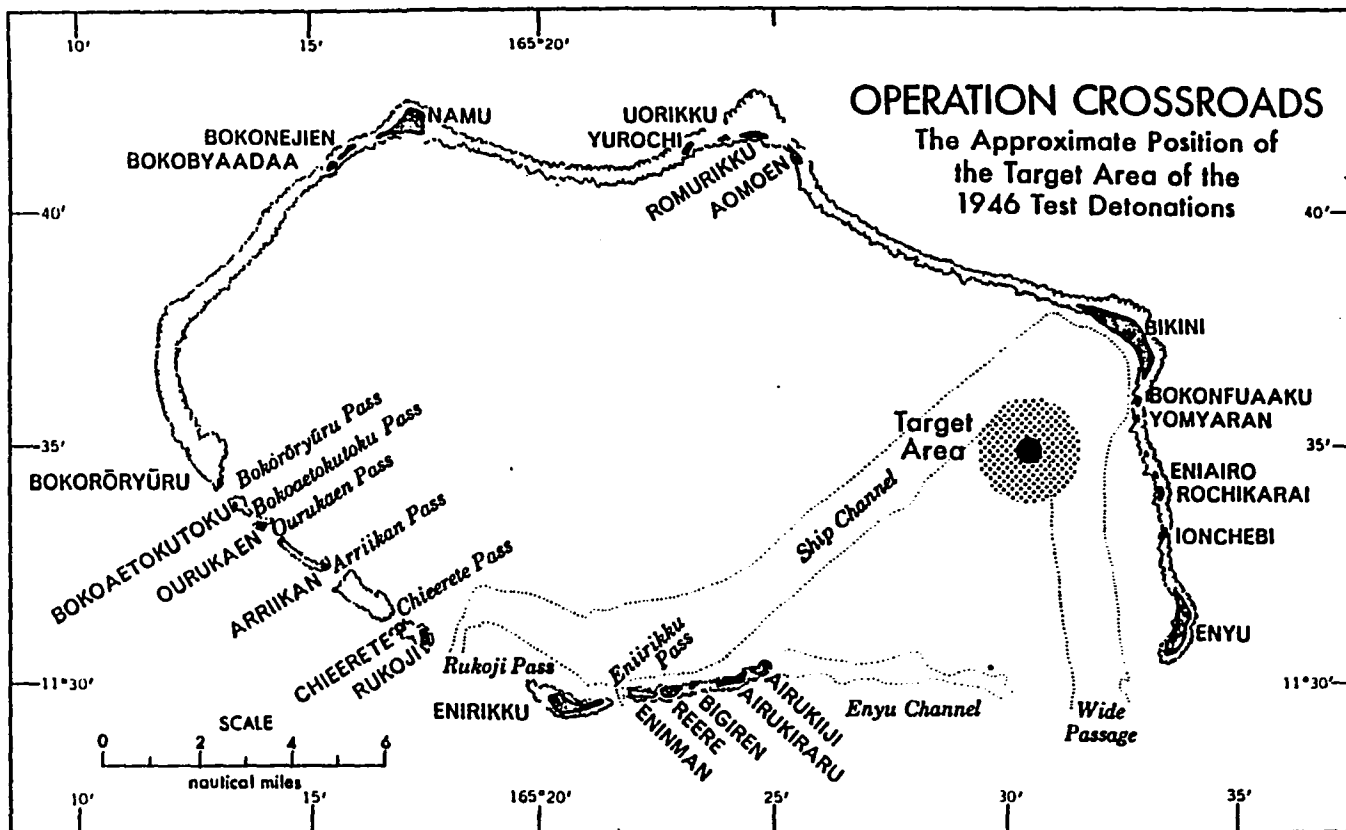 10' 15' 165°20'
OPERATION CROSSROADS
The Approximate Position of
the Target Area of the
1946 Test Detonations
NAMU
BOKONEJIEN
BOKOBYAADAA
UORIKKU
YUROCHI
ROMURIKKU
AOMOEN
40' 40'
BIKINI
BOKONFUAAKU
YOMYARAN
Target
Area
35' 35'
ENIAIRO
ROCHIKARAI
IONCHEBI
ENYU
BOKORŌRYŪRU
Bokorōryūru Pass
BOKOAETOKUTOKU
Bokoaetokutoku Pass
OURUKAEN
Ourukaen Pass
ARRIIKAN
Arriikan Pass
CHIEERETE
Chieerete Pass
RUKOJI
Rukoji Pass
Ship Channel
Eniirikku
Pass
ENIRIKKU
ENINMAN
REERE
BIGIREN
AIRUKIRARU
AIRUKIIJI
Enyu Channel
Wide
Passage
11°30' 11°30'
SCALE
0 2 4 6
nautical miles
10' 15' 165°20' 25' 30' 35'